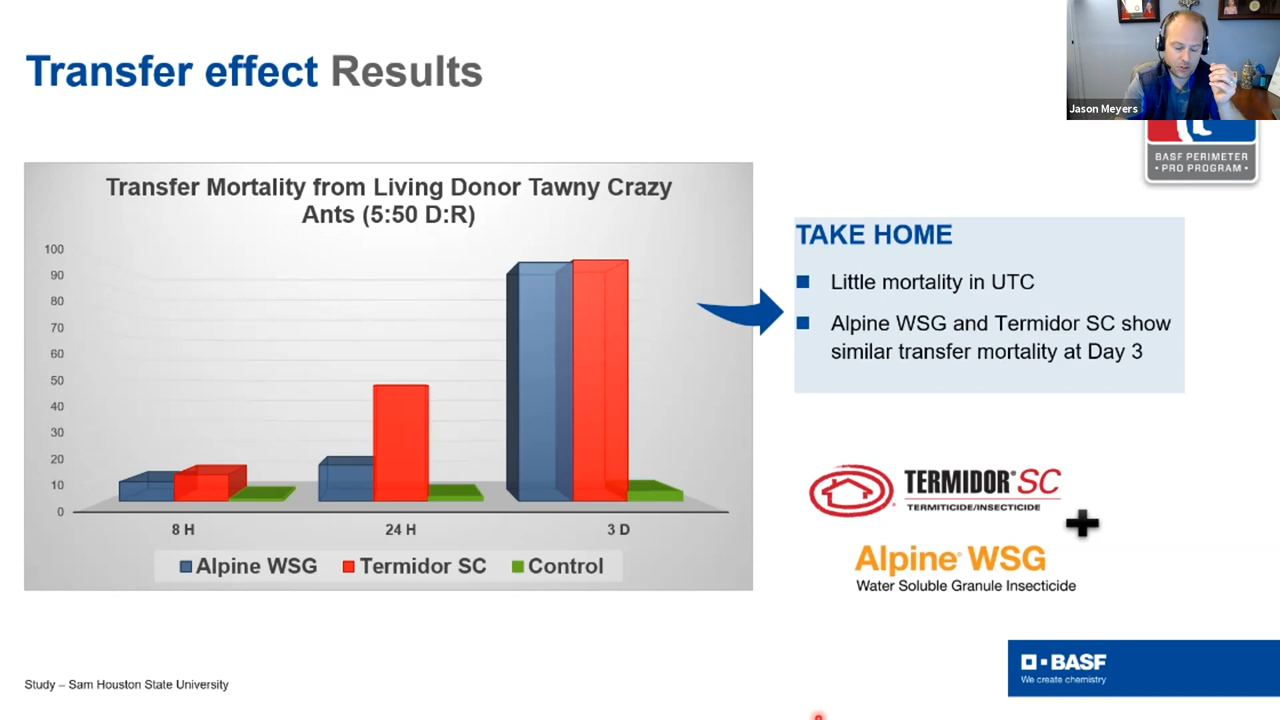 Transfer effect Results
Jason Meyers
BASF PERIMETER
• PRO PROGRAM •
Transfer Mortality from Living Donor Tawny Crazy
Ants (5:50 D:R)
100
90
80
70
60
50
40
30
20
10
0
8 H
24 H
3 D
Alpine WSG
Termidor SC
Control
TAKE HOME
Little mortality in UTC
Alpine WSG and Termidor SC show
similar transfer mortality at Day 3
TERMIDOR® SC
TERMITICIDE/INSECTICIDE
Alpine® WSG
Water Soluble Granule Insecticide
Study – Sam Houston State University
BASF
We create chemistry